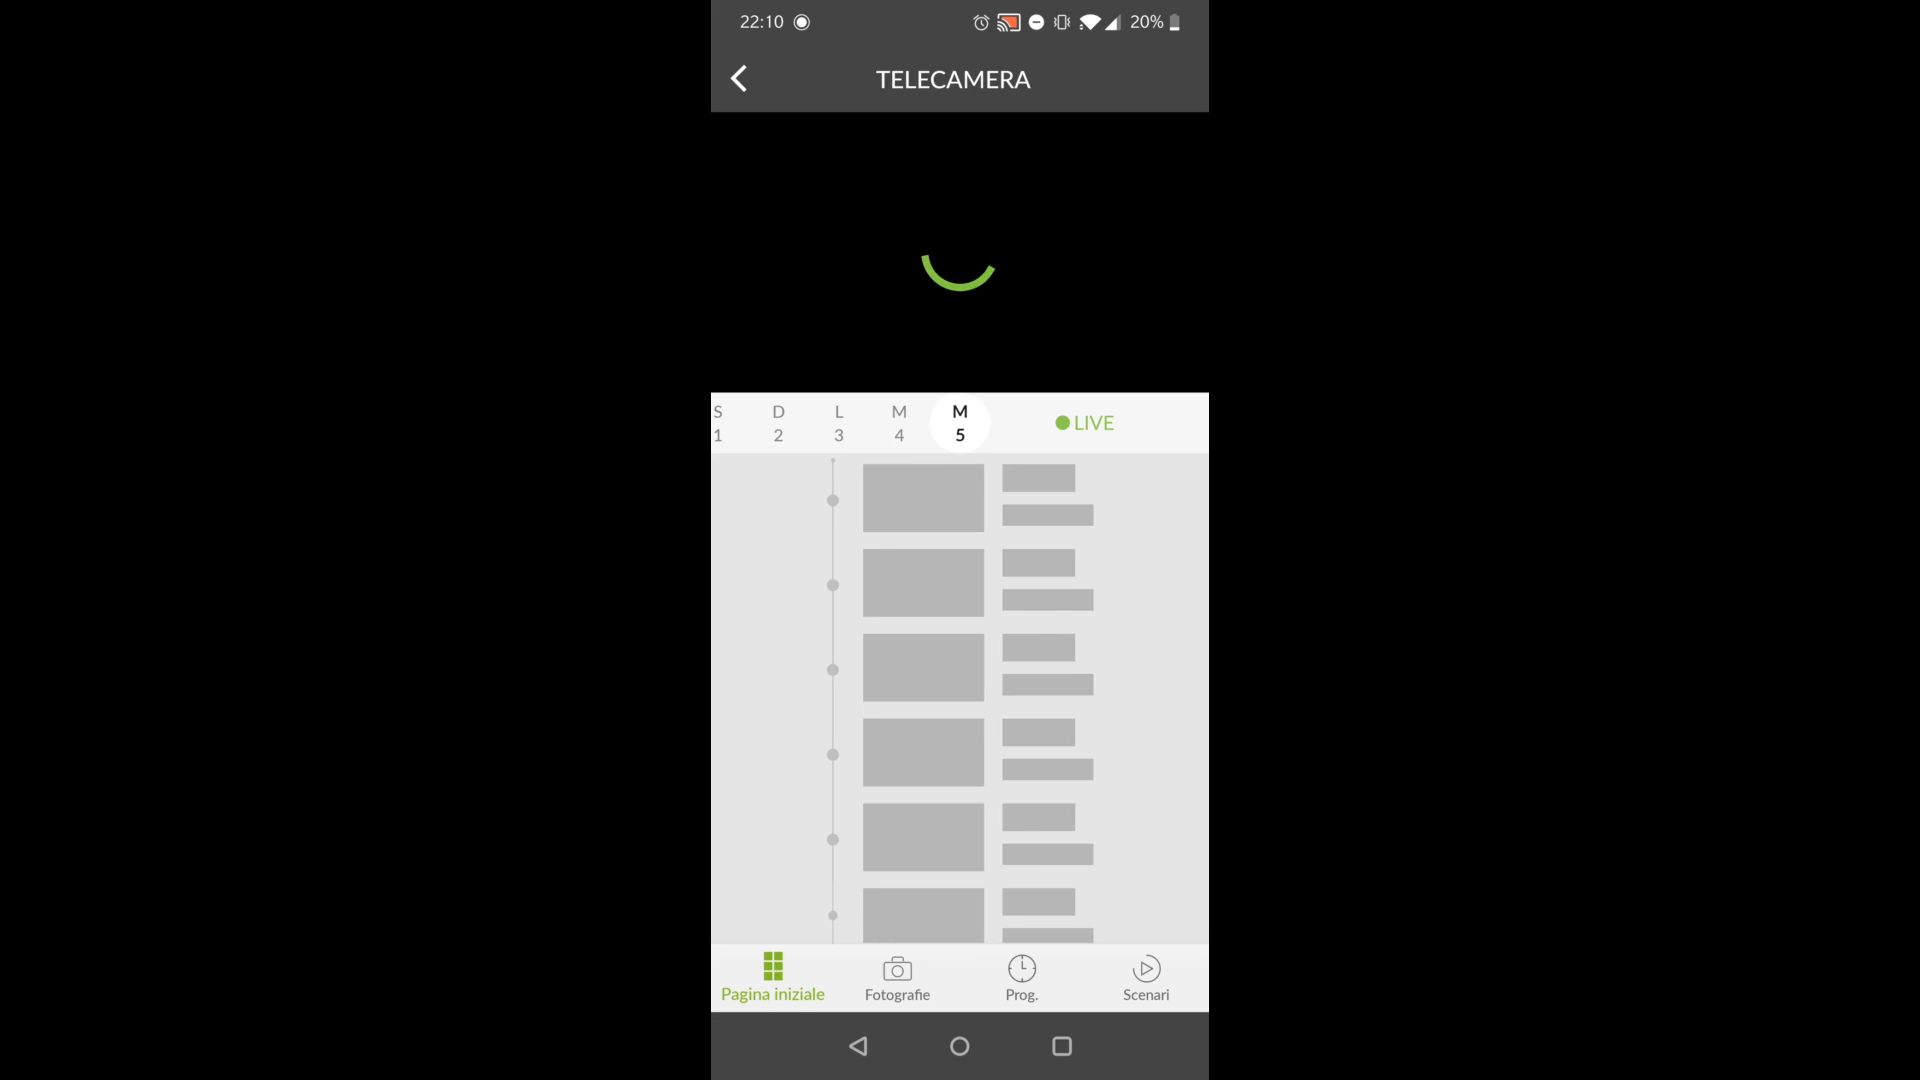 22:10 20%
TELECAMERA
S D L M M
1 2 3 4 5
LIVE
Pagina iniziale Fotografie Prog. Scenari